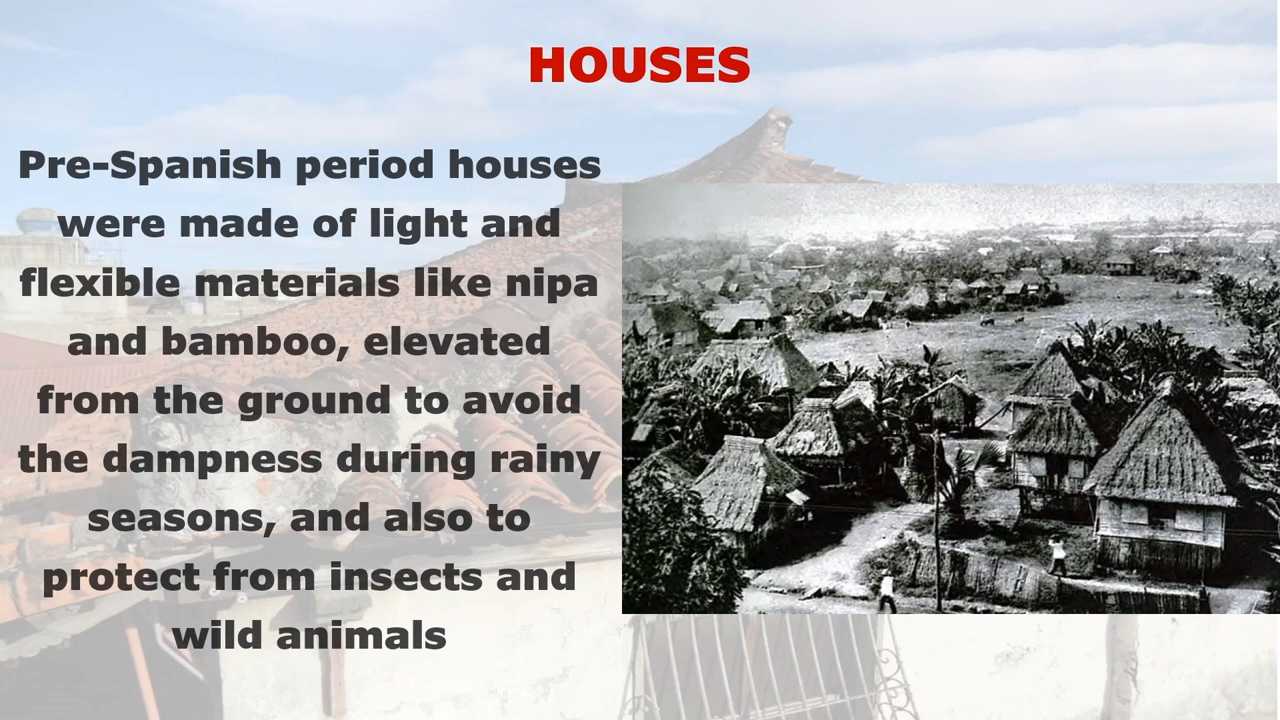 HOUSES
Pre-Spanish period houses
were made of light and
flexible materials like nipa
and bamboo, elevated
from the ground to avoid
the dampness during rainy
seasons, and also to
protect from insects and
wild animals